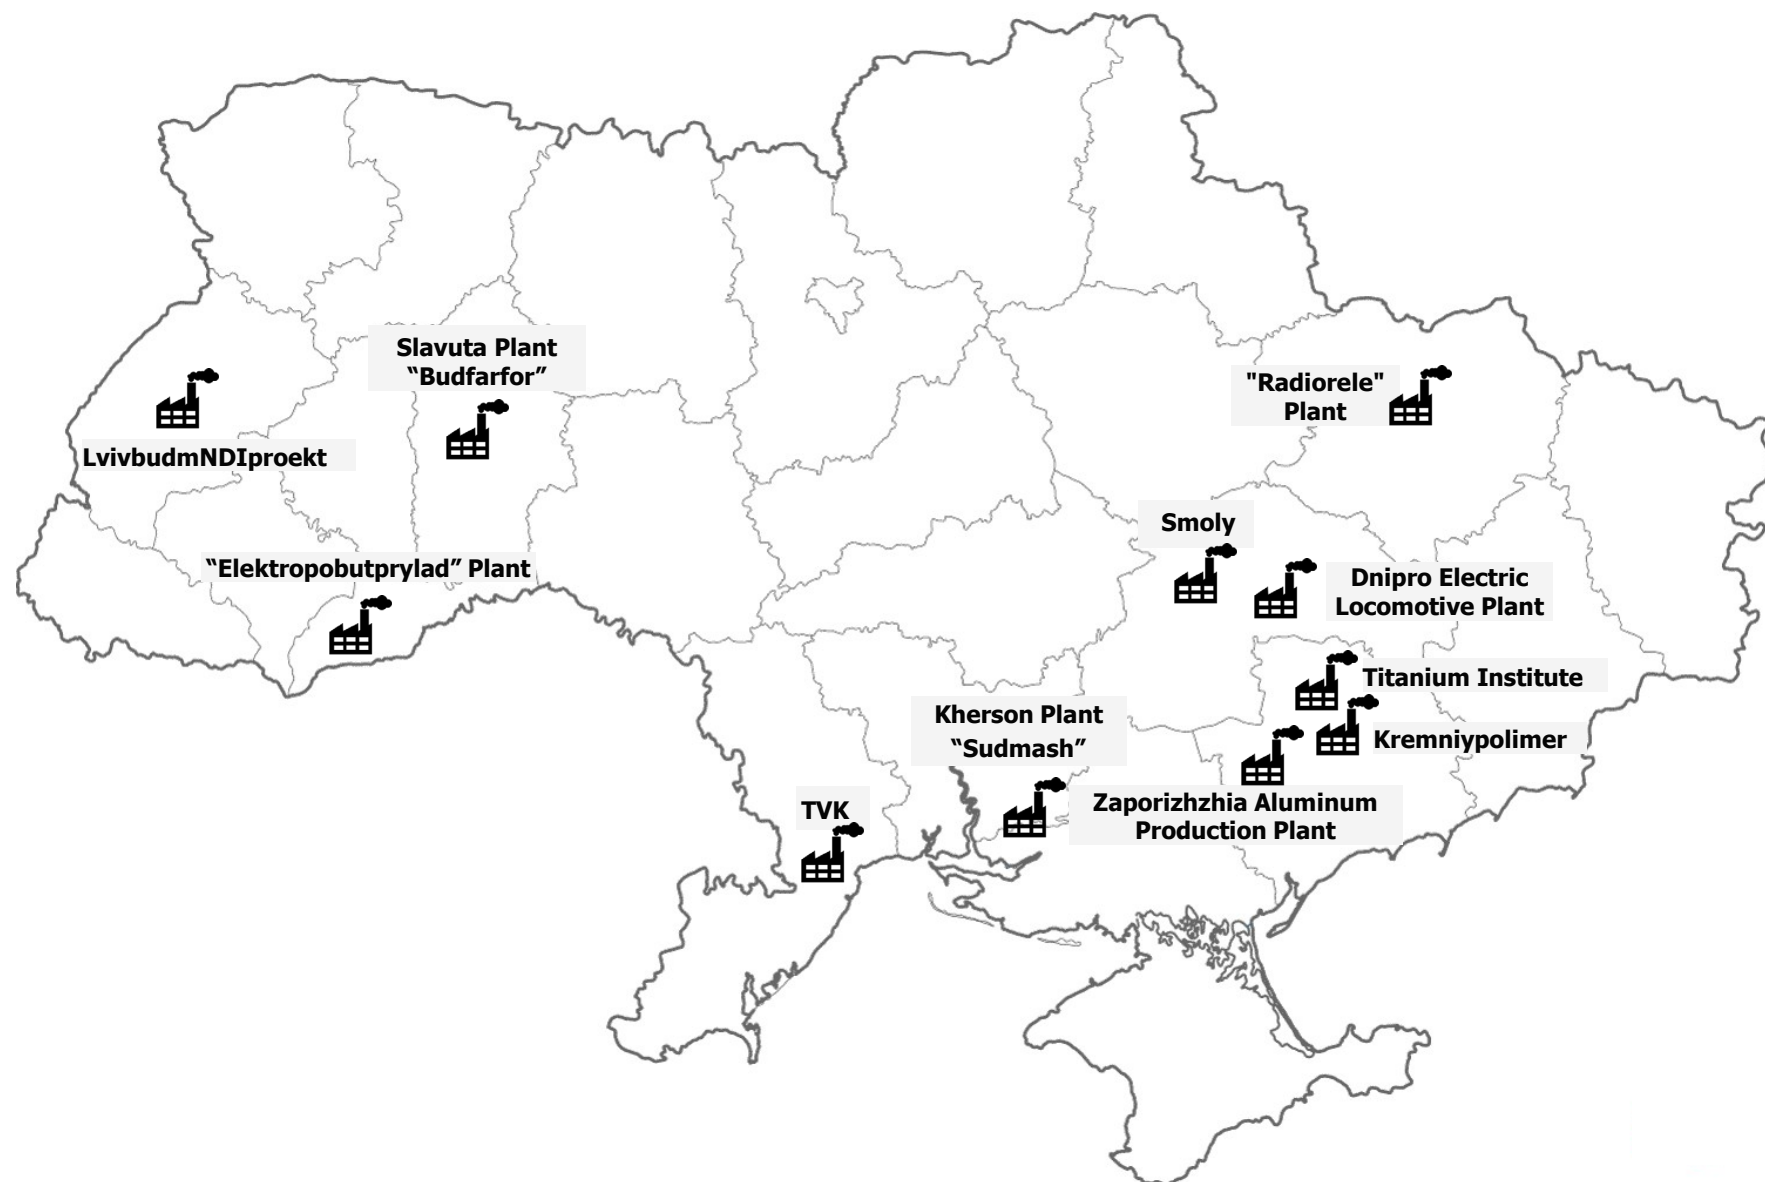 Slavuta Plant
“Budfarfor”
"Radiorele"
Plant
LvivbudmNDIproekt
Smoly
“Elektropobutprylad” Plant
Dnipro Electric
Locomotive Plant
Titanium Institute
Kherson Plant
“Sudmash”
Kremniypolimer
TVK
Zaporizhzhia Aluminum
Production Plant